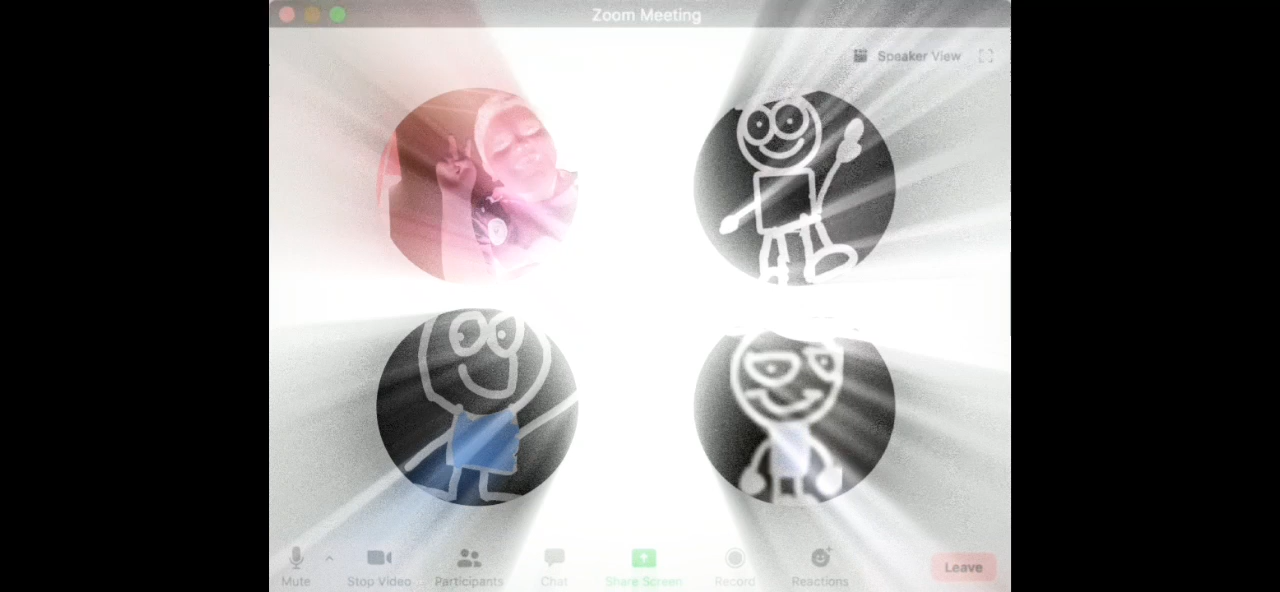 Zoom Meeting
Speaker View
Mute
Stop Video
Participants
Chat
Share Screen
Record
Reactions
Leave